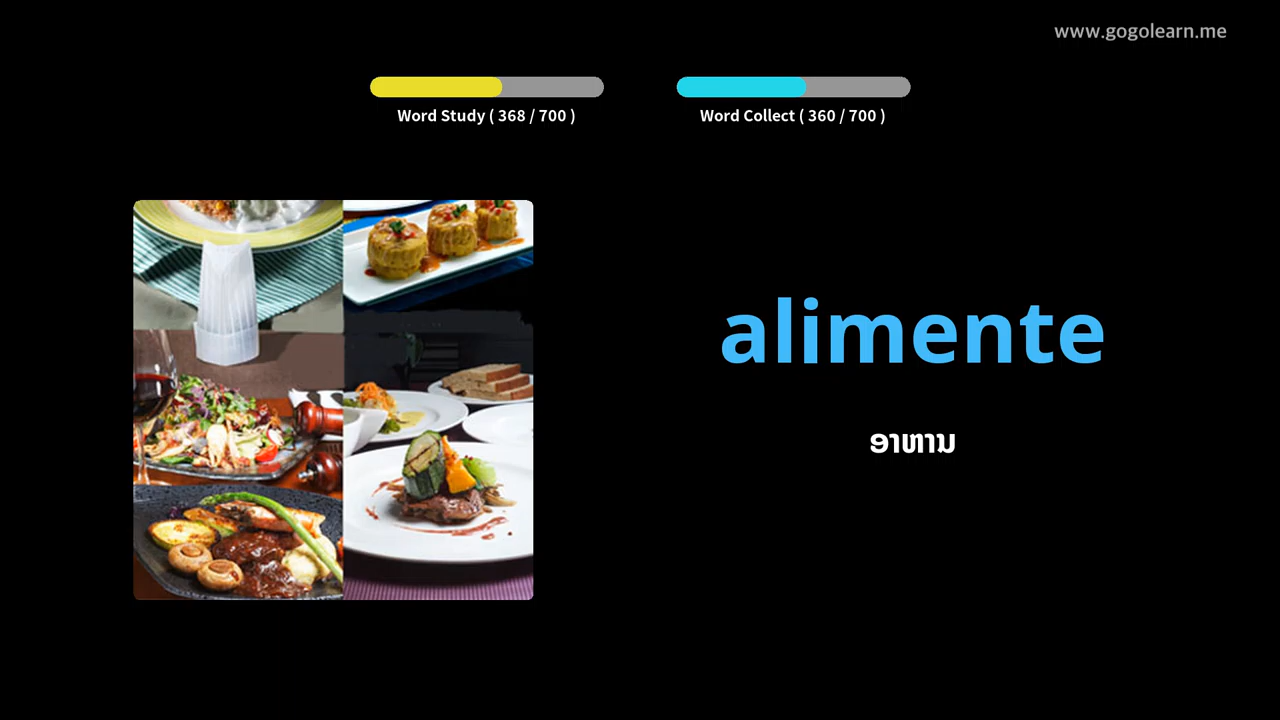 www.gogolearn.me
Word Study ( 368 / 700 )
Word Collect ( 360 / 700 )
alimente
ອາຫານ